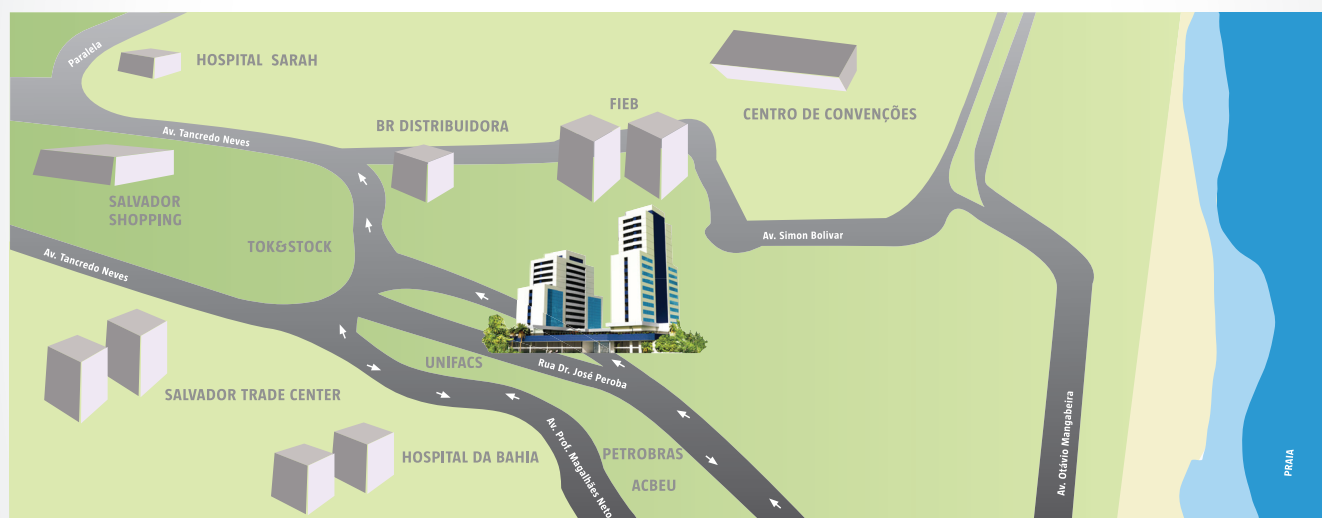 Paralela
HOSPITAL SARAH
FIEB
CENTRO DE CONVENÇÕES
BR DISTRIBUIDORA
Av. Tancredo Neves
SALVADOR
SHOPPING
TOK&STOCK
Av. Simon Bolivar
Av. Tancredo Neves
UNIFACS
Rua Dr. José Peroba
SALVADOR TRADE CENTER
Av. Prof. Magalhães Neto
HOSPITAL DA BAHIA
PETROBRAS
ACBEU
Av. Otávio Mangabeira
PRAIA